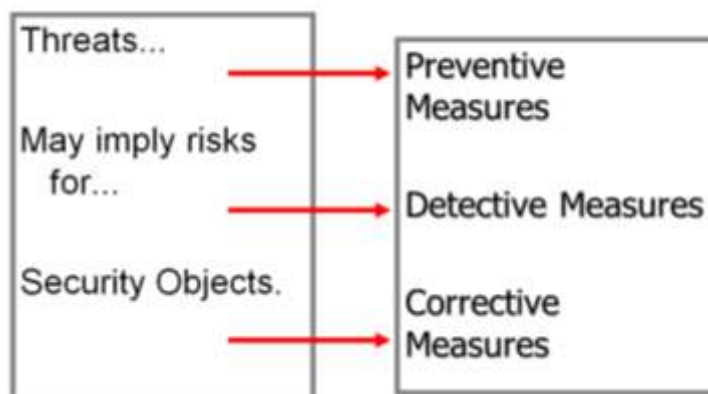 Threats...
May imply risks
for...
Security Objects.
Preventive
Measures
Detective Measures
Corrective
Measures